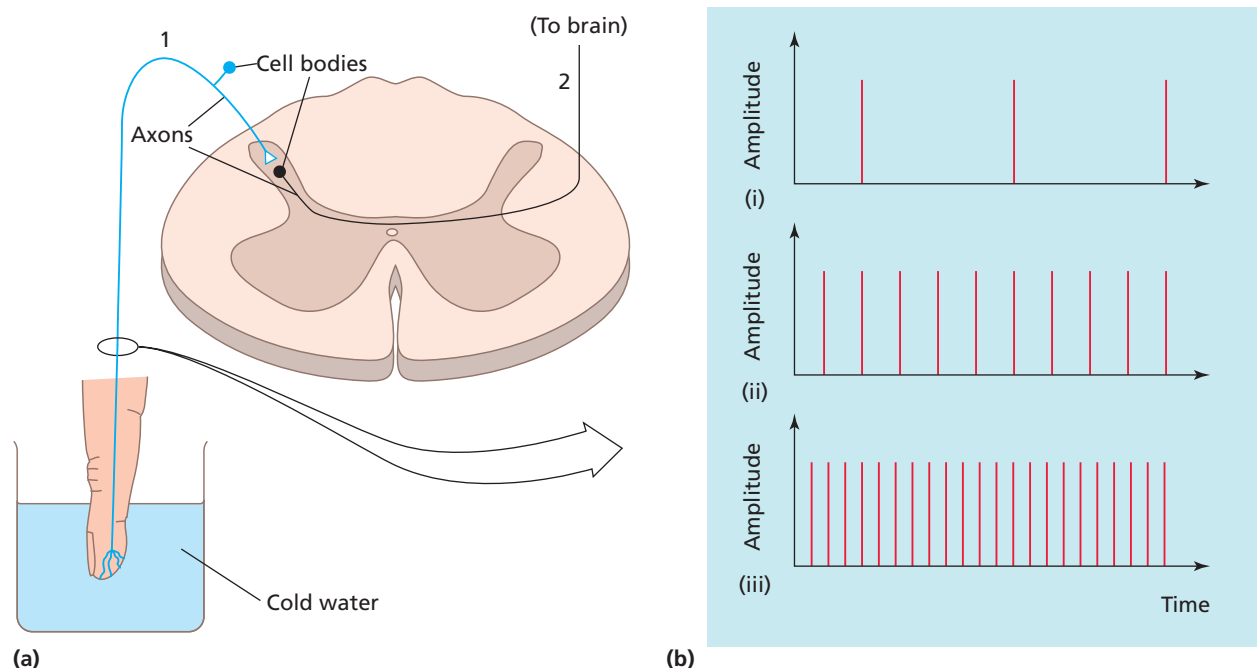 1
(To brain)
Cell bodies
2
Axons
Cold water
(a)
Amplitude
(i)
Amplitude
(ii)
Amplitude
(iii)
Time
(b)